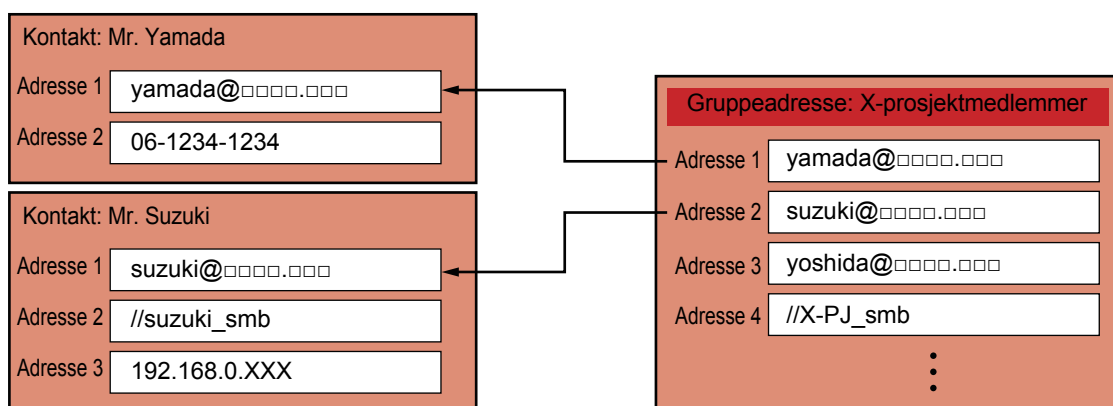 Kontakt: Mr. Yamada
Adresse 1 yamada@□□□□.□□□
Adresse 2 06-1234-1234
Kontakt: Mr. Suzuki
Adresse 1 suzuki@□□□□.□□□
Adresse 2 //suzuki_smb
Adresse 3 192.168.0.XXX
Gruppeadresse: X-prosjektmedlemmer
Adresse 1 yamada@□□□□.□□□
Adresse 2 suzuki@□□□□.□□□
Adresse 3 yoshida@□□□□.□□□
Adresse 4 //X-PJ_smb